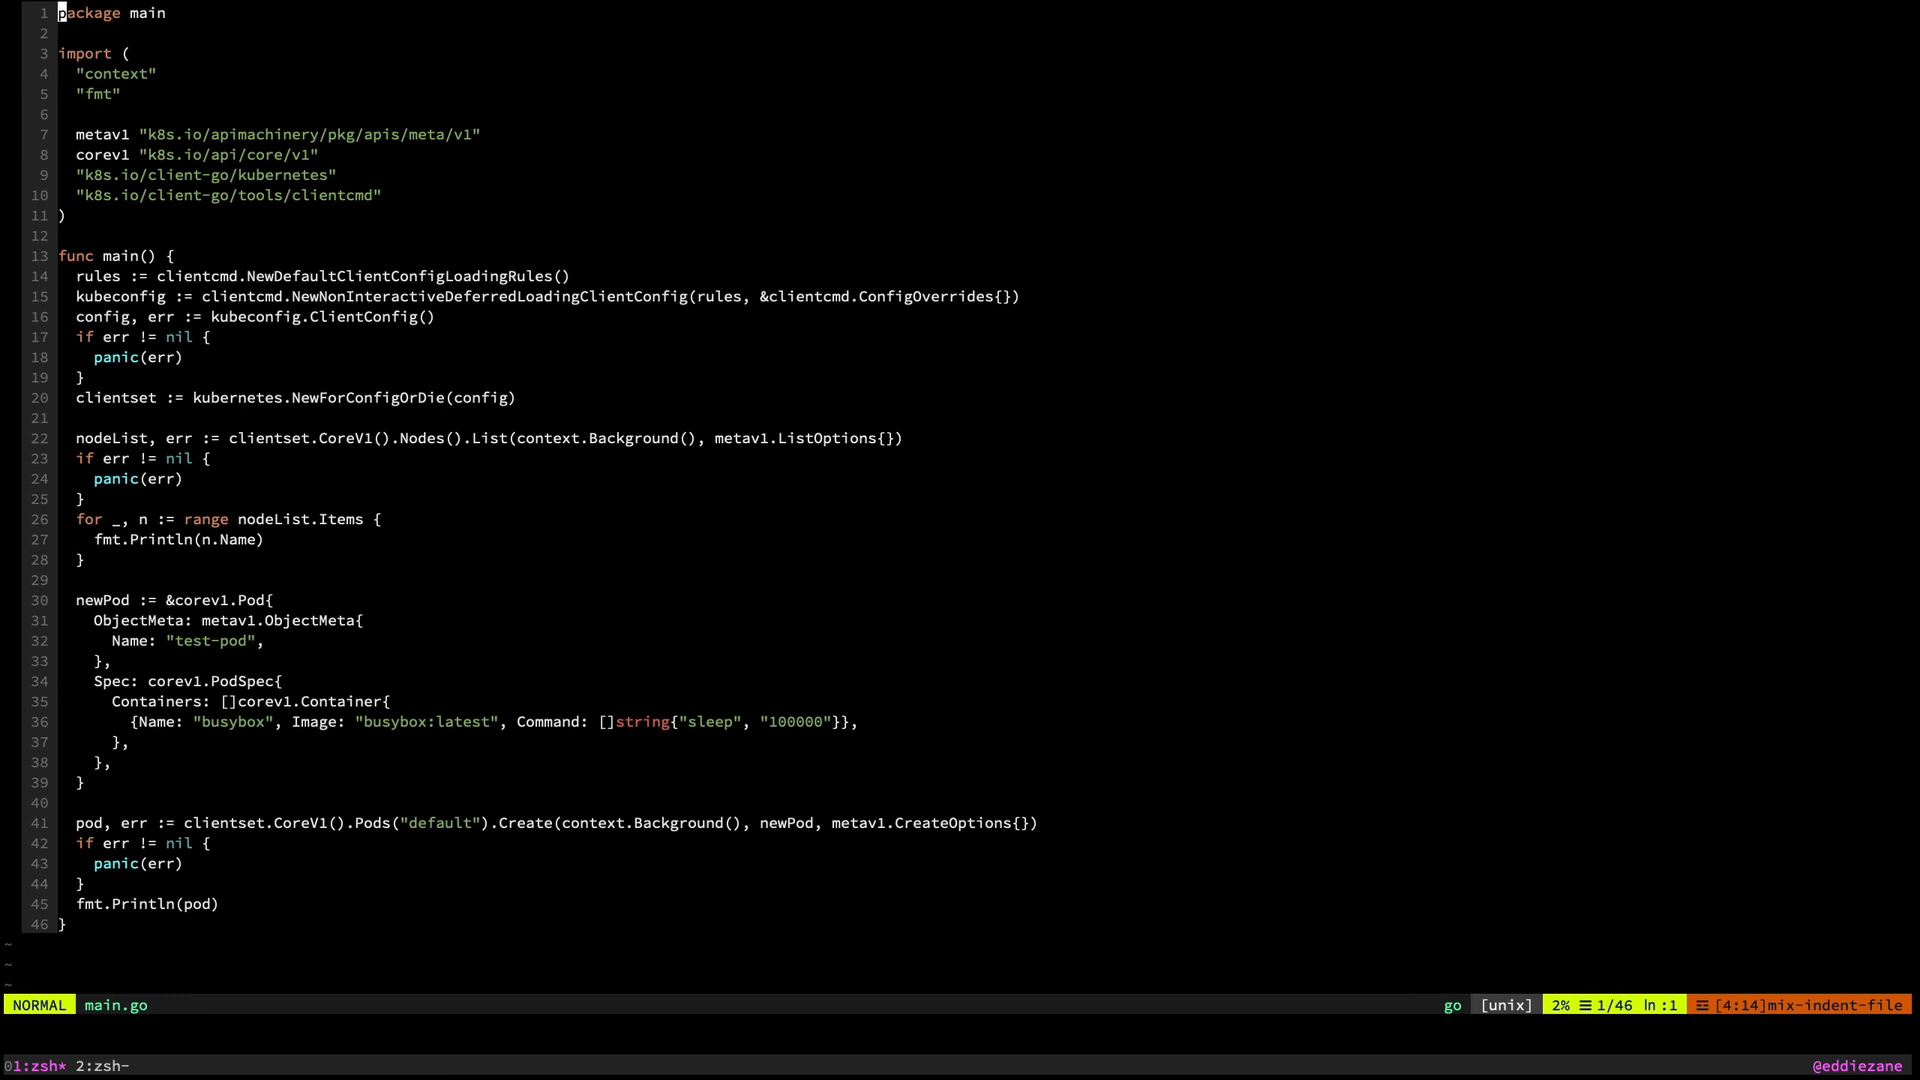 1 package main
2
3 import (
4   "context"
5   "fmt"
6
7   metav1 "k8s.io/apimachinery/pkg/apis/meta/v1"
8   corev1 "k8s.io/api/core/v1"
9   "k8s.io/client-go/kubernetes"
10   "k8s.io/client-go/tools/clientcmd"
11 )
12
13 func main() {
14   rules := clientcmd.NewDefaultClientConfigLoadingRules()
15   kubeconfig := clientcmd.NewNonInteractiveDeferredLoadingClientConfig(rules, &clientcmd.ConfigOverrides{})
16   config, err := kubeconfig.ClientConfig()
17   if err != nil {
18     panic(err)
19   }
20   clientset := kubernetes.NewForConfigOrDie(config)
21
22   nodeList, err := clientset.CoreV1().Nodes().List(context.Background(), metav1.ListOptions{})
23   if err != nil {
24     panic(err)
25   }
26   for _, n := range nodeList.Items {
27     fmt.Println(n.Name)
28   }
29
30   newPod := &corev1.Pod{
31     ObjectMeta: metav1.ObjectMeta{
32       Name: "test-pod",
33     },
34     Spec: corev1.PodSpec{
35       Containers: []corev1.Container{
36         {Name: "busybox", Image: "busybox:latest", Command: []string{"sleep", "100000"}},
37       },
38     },
39   }
40
41   pod, err := clientset.CoreV1().Pods("default").Create(context.Background(), newPod, metav1.CreateOptions{})
42   if err != nil {
43     panic(err)
44   }
45   fmt.Println(pod)
46 }
~
~
~
NORMAL main.go go [unix] 2% ☰ 1/46 ln :1 ☲ [4:14]mix-indent-file
01:zsh* 2:zsh- @eddiezane